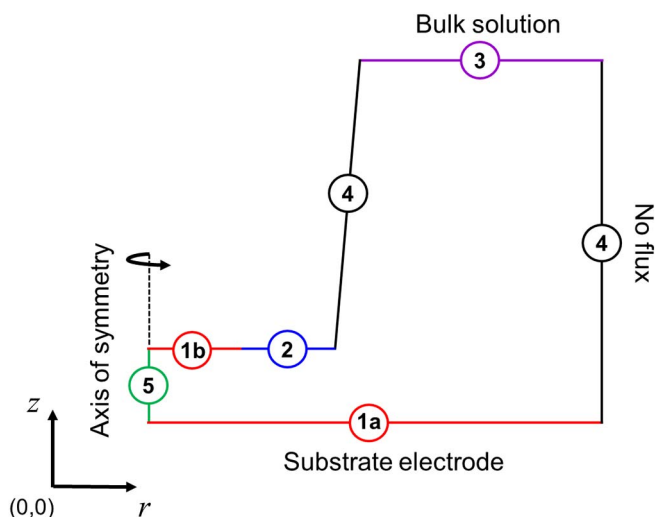 Bulk solution
3
4
Axis of symmetry
No flux
4
1b
2
5
1a
z
Substrate electrode
(0,0)
r